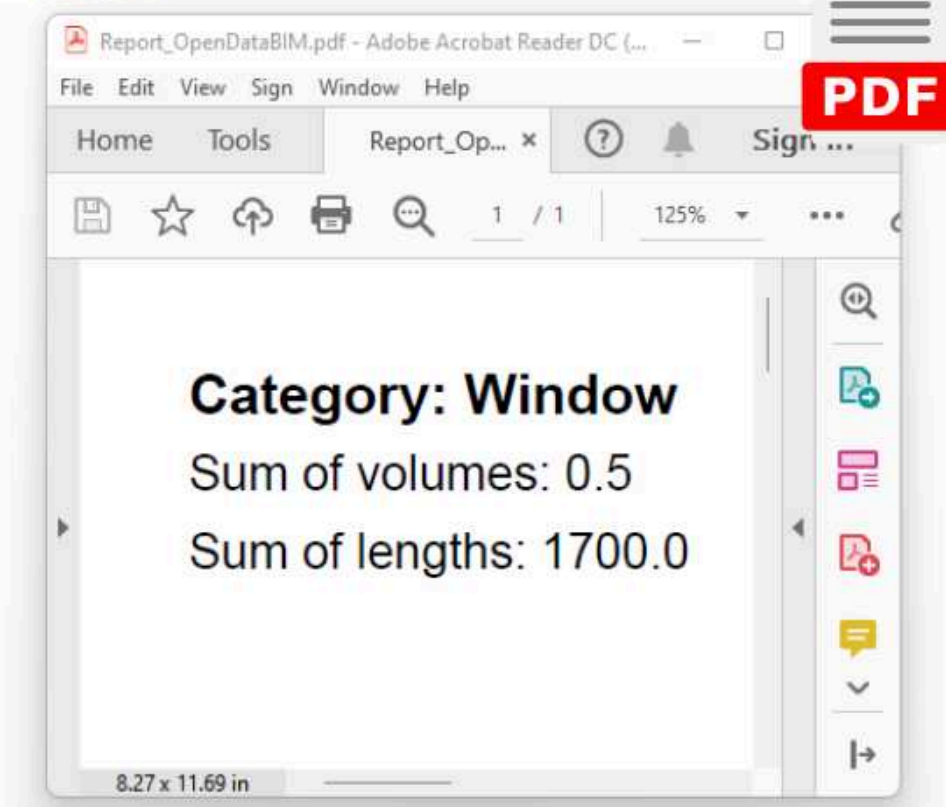 Report_OpenDataBIM.pdf - Adobe Acrobat Reader DC (...
PDF
File Edit View Sign Window Help
Home Tools Report_Op... × ? Sign ...
1 / 1 125%
Category: Window
Sum of volumes: 0.5
Sum of lengths: 1700.0
8.27 x 11.69 in